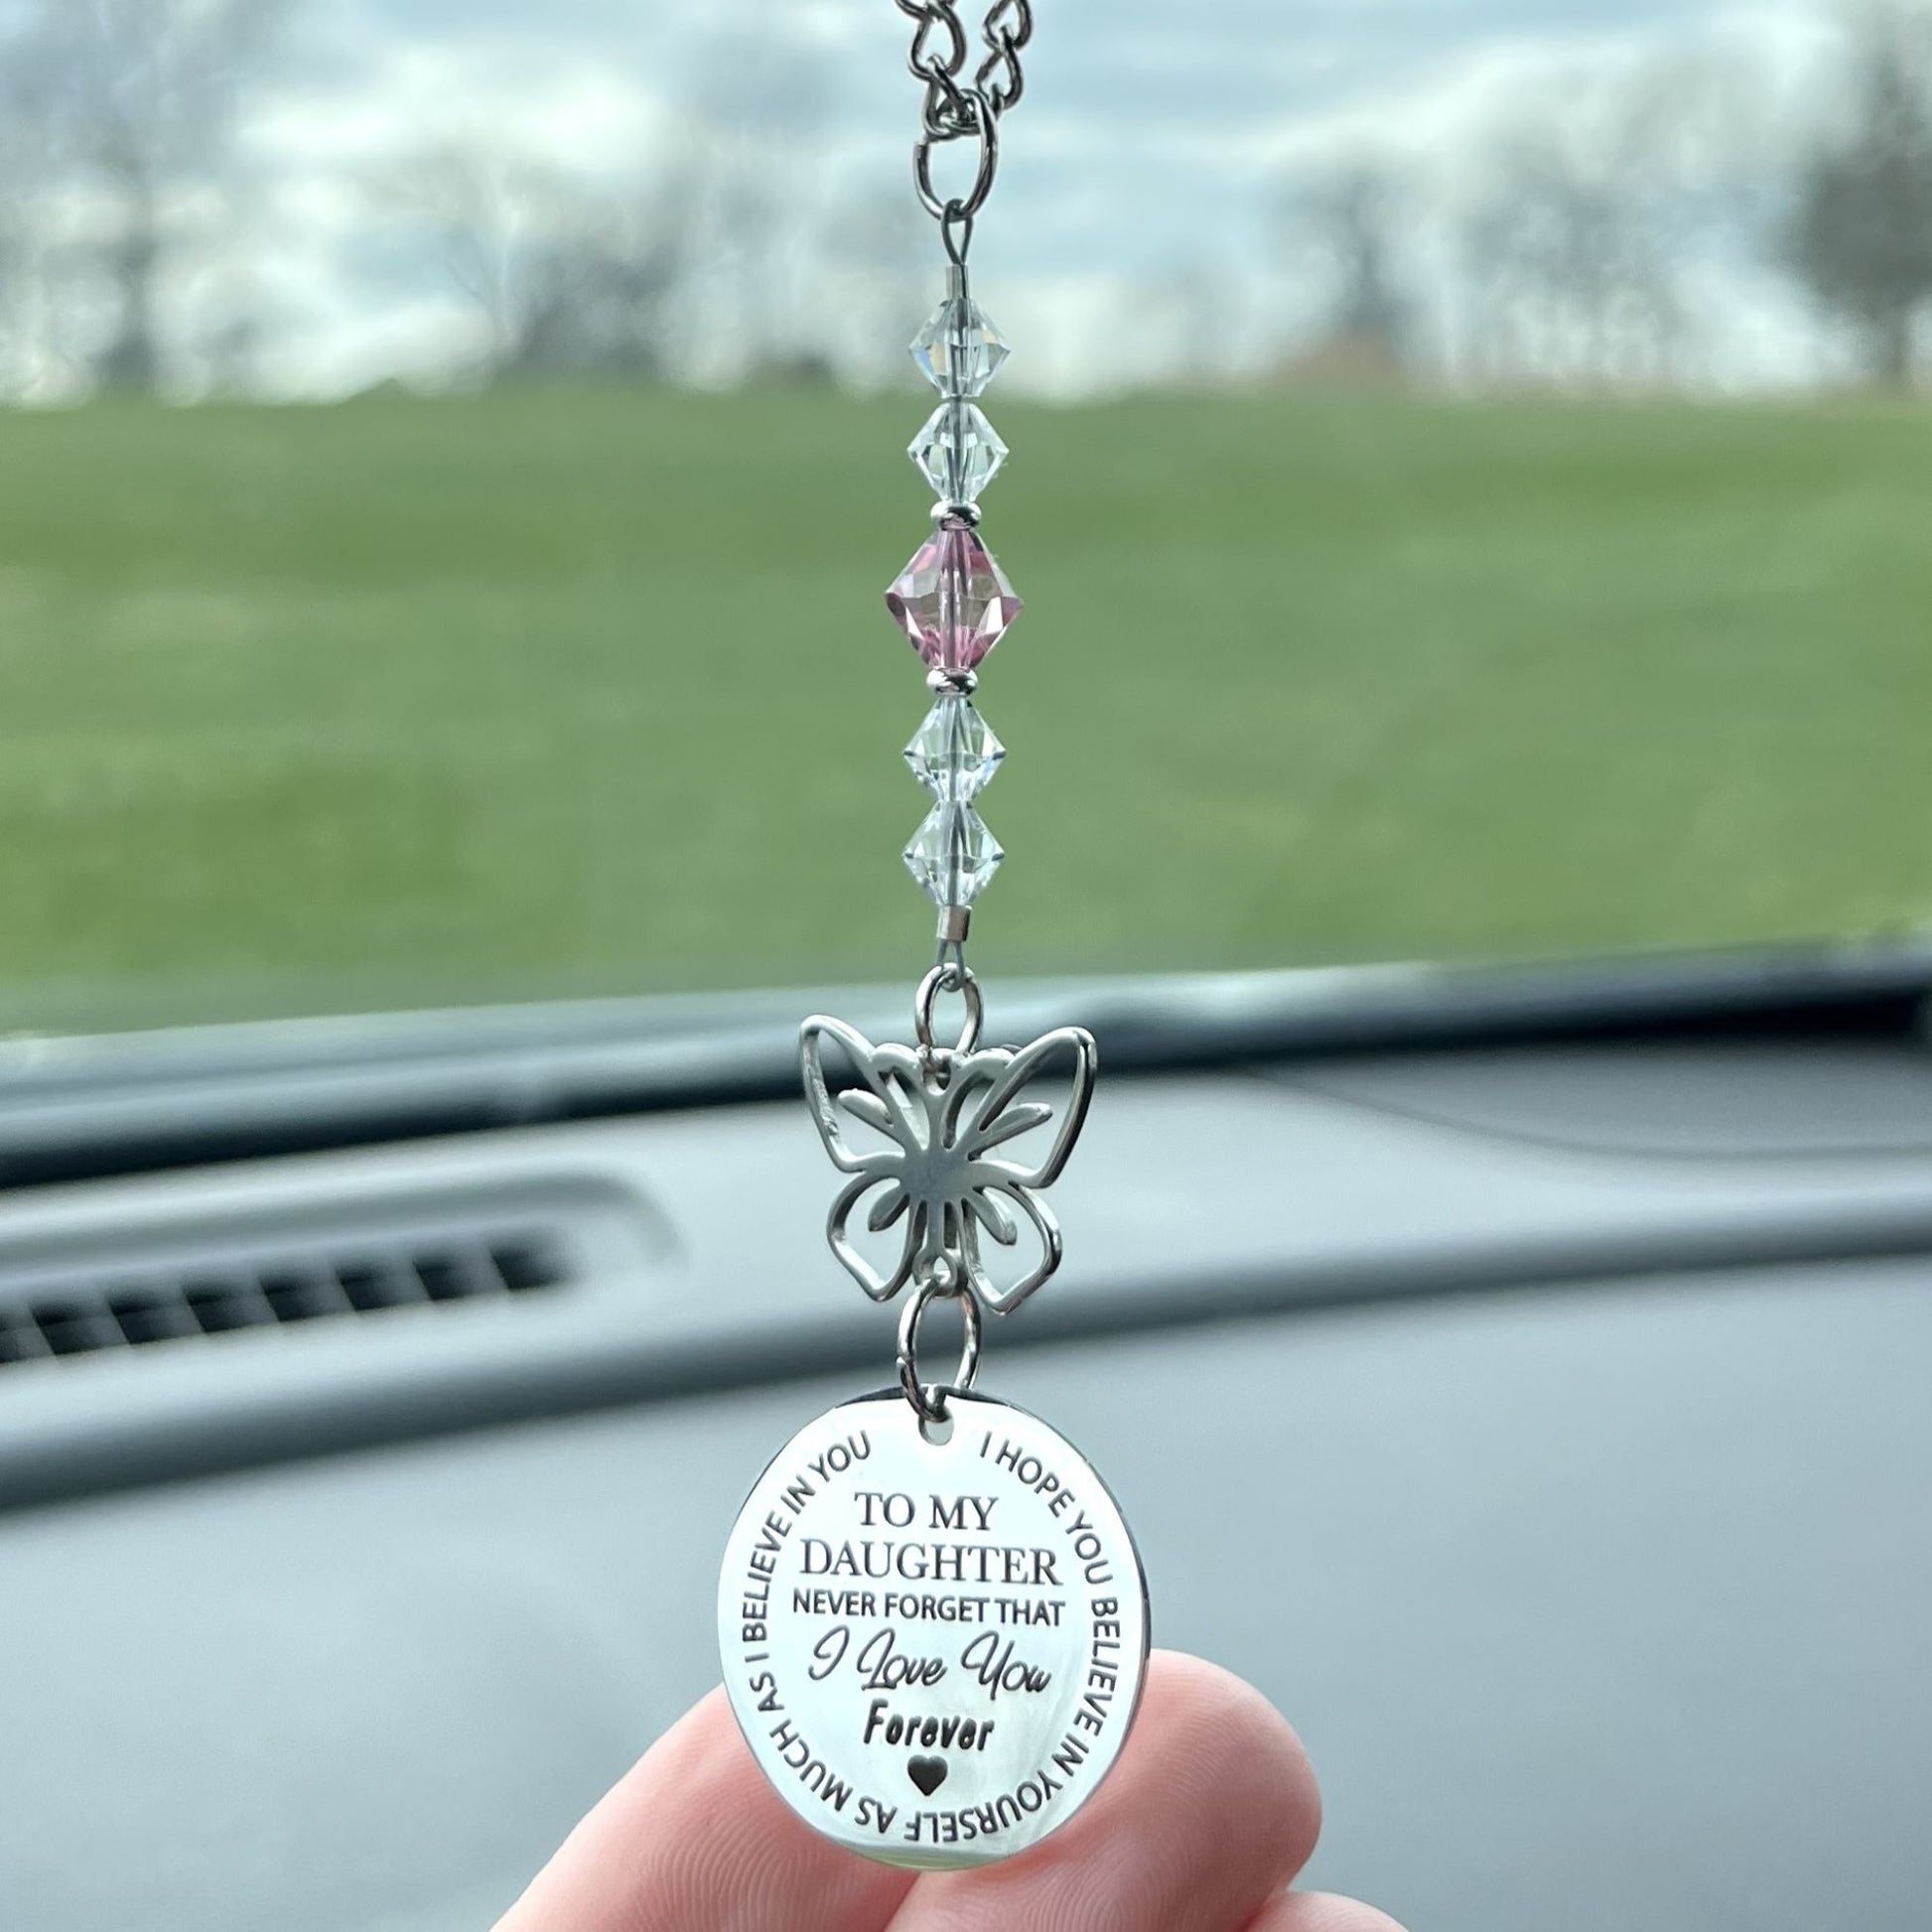 I HOPE YOU BELIEVE IN YOURSELF AS MUCH AS I BELIEVE IN YOU
TO MY
DAUGHTER
NEVER FORGET THAT
I Love You
Forever